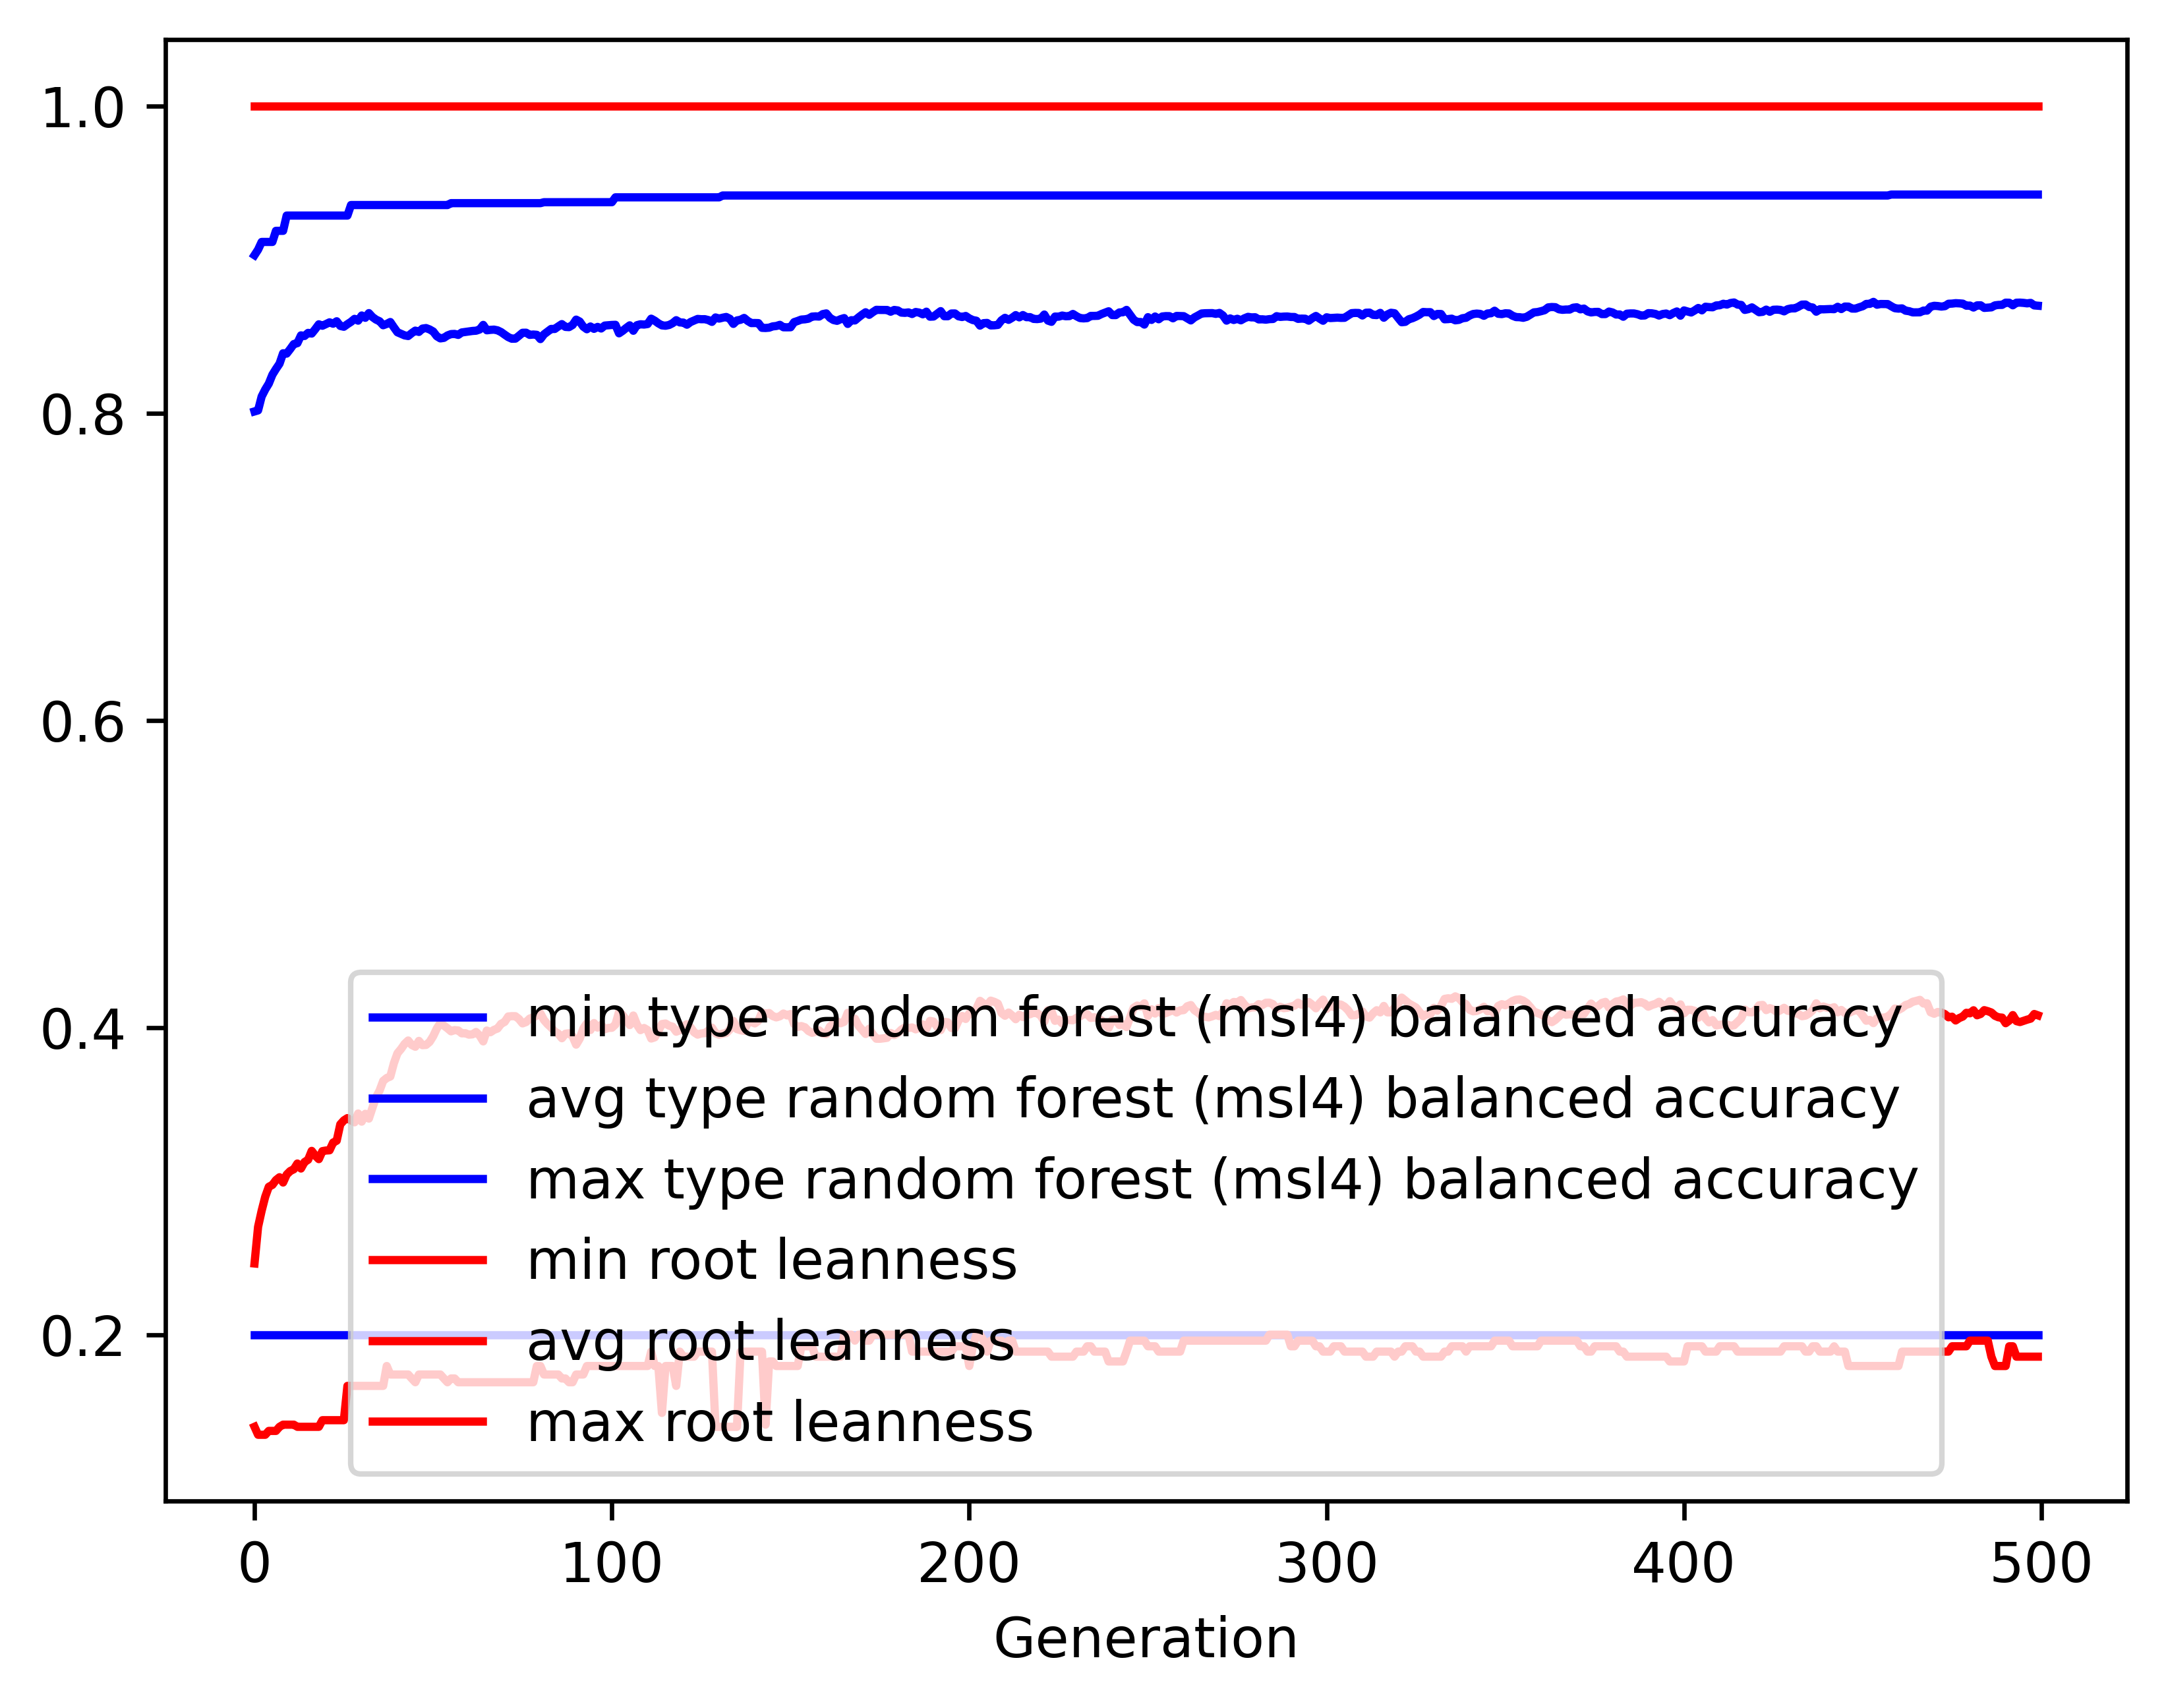 1.0
0.8
0.6
0.4
0.2
min type random forest (msl4) balanced accuracy
avg type random forest (msl4) balanced accuracy
max type random forest (msl4) balanced accuracy
min root leanness
avg root leanness
max root leanness
0 100 200 300 400 500
Generation